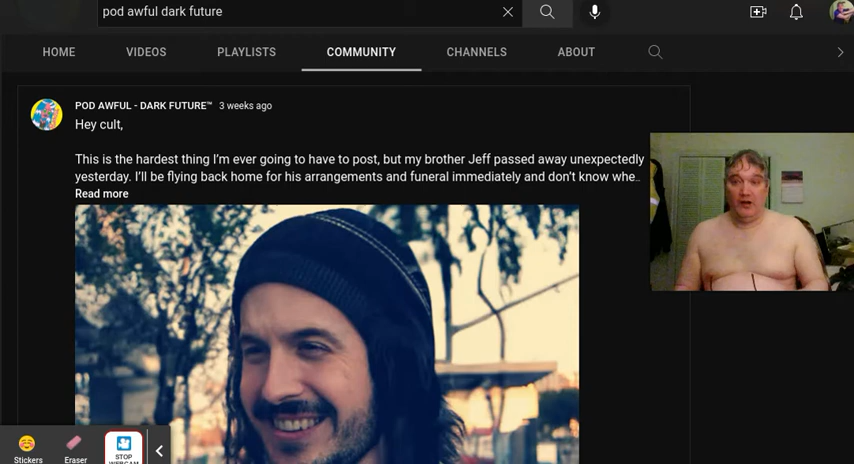 pod awful dark future
HOME VIDEOS PLAYLISTS COMMUNITY CHANNELS ABOUT
POD AWFUL - DARK FUTURE™ 3 weeks ago
Hey cult,
This is the hardest thing I'm ever going to have to post, but my brother Jeff passed away unexpectedly
yesterday. I'll be flying back home for his arrangements and funeral immediately and don't know whe...
Read more
Stickers
Eraser
STOP
WEBCAM